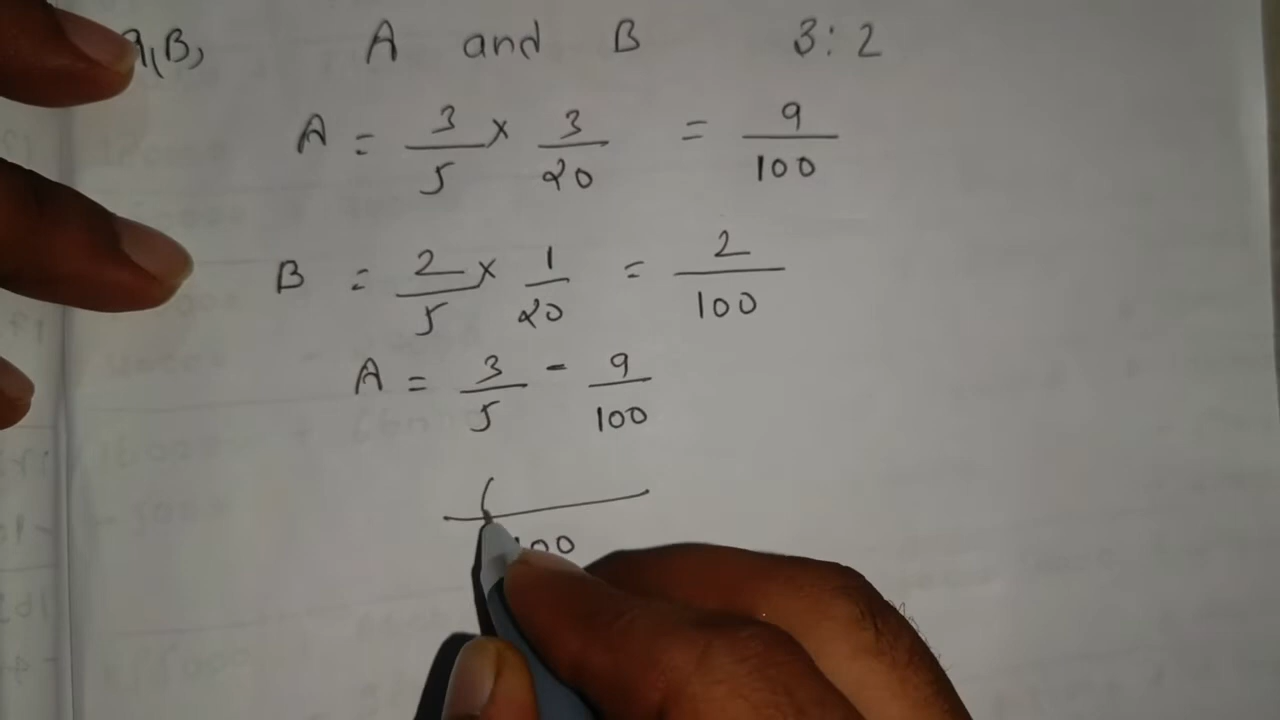 A,B, A and B 3:2
A = 3/5 × 3/20 = 9/100
B = 2/5 × 1/20 = 2/100
A = 3/5 - 9/100
100